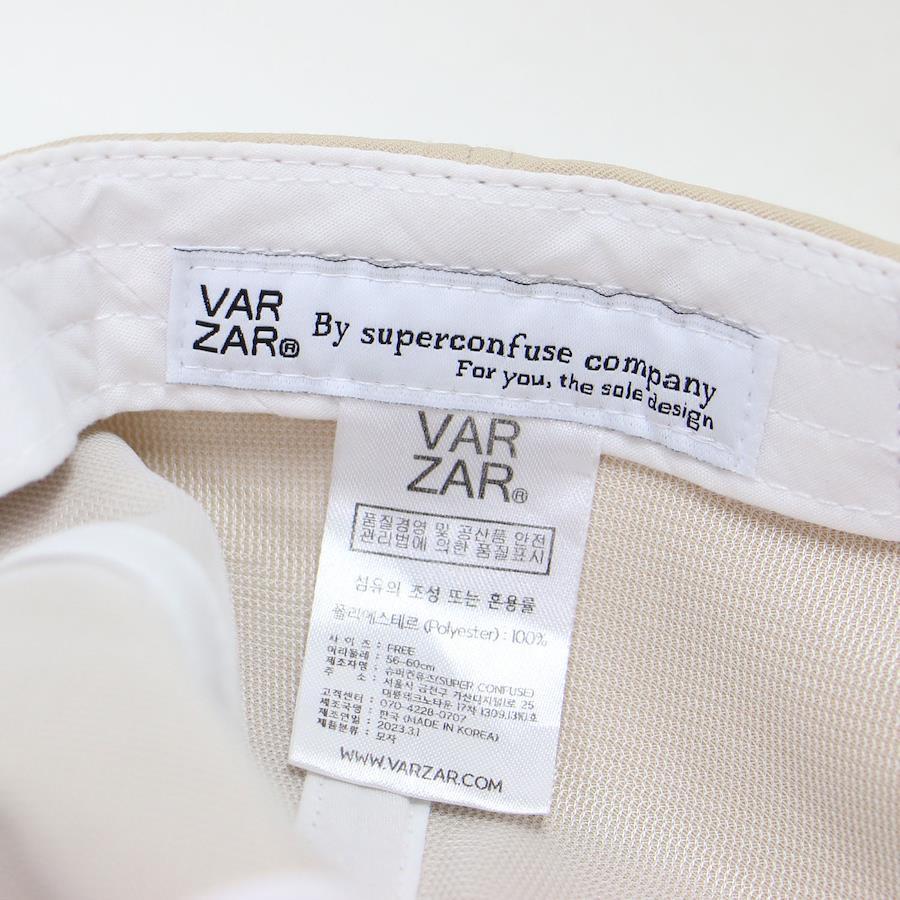 VAR
ZAR®
By superconfuse company
For you, the sole design
VAR
ZAR®
품질경영 및 공산품 안전
관리법에 의한 품질표시
섬유의 조성 또는 혼용률
폴리에스테르 (Polyester) : 100%
사이즈 : FREE
머리둘레 : 56-60cm
제조자명 : 슈퍼컨퓨즈(SUPER CONFUSE)
주 소 : 서울시 금천구 가산디지털1로 25
대륭테크노타운 17차 1309,1310호
고객센터 : 070-4228-0707
제조국명 : 한국 (MADE IN KOREA)
제조연월 : 2023.3.1
제품분류 : 모자
WWW.VARZAR.COM